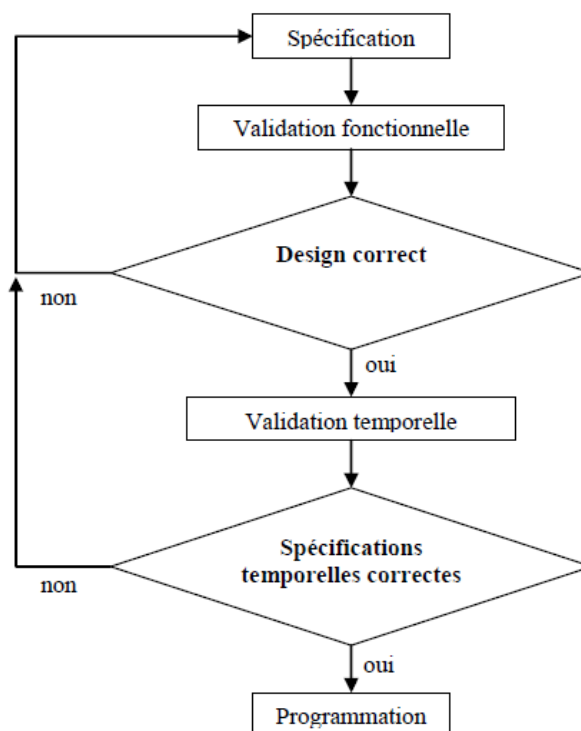 Spécification
Validation fonctionnelle
Design correct
non
oui
Validation temporelle
Spécifications
temporelles correctes
non
oui
Programmation